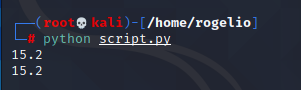 ┌──(root💀kali)-[/home/rogelio]
└─# python script.py
15.2
15.2